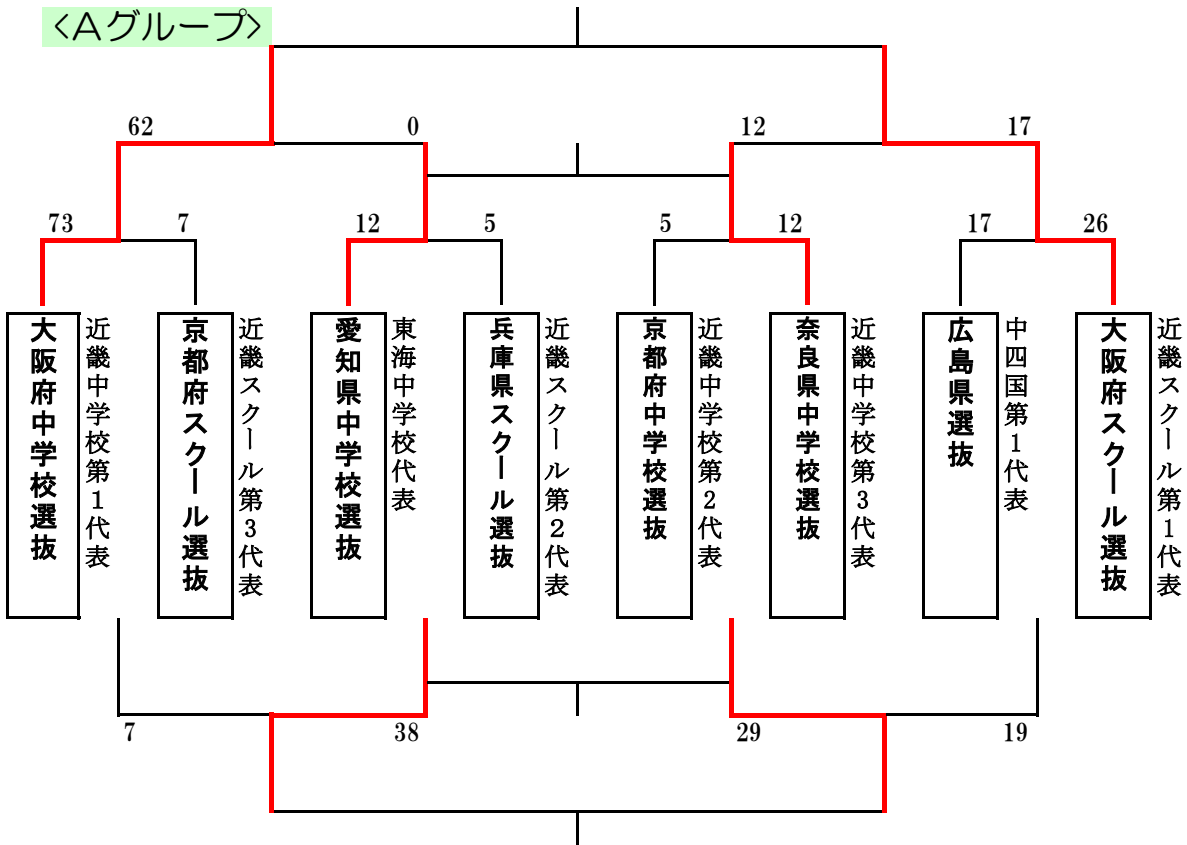 <Aグループ>
62
0
12
17
73
7
12
5
5
12
17
26
大阪府中学校選抜
近畿中学校第1代表
京都府スクール選抜
近畿スクール第3代表
愛知県中学校選抜
東海中学校代表
兵庫県スクール選抜
近畿スクール第2代表
京都府中学校選抜
近畿中学校第2代表
奈良県中学校選抜
近畿中学校第3代表
広島県選抜
中四国第1代表
大阪府スクール選抜
近畿スクール第1代表
7
38
29
19